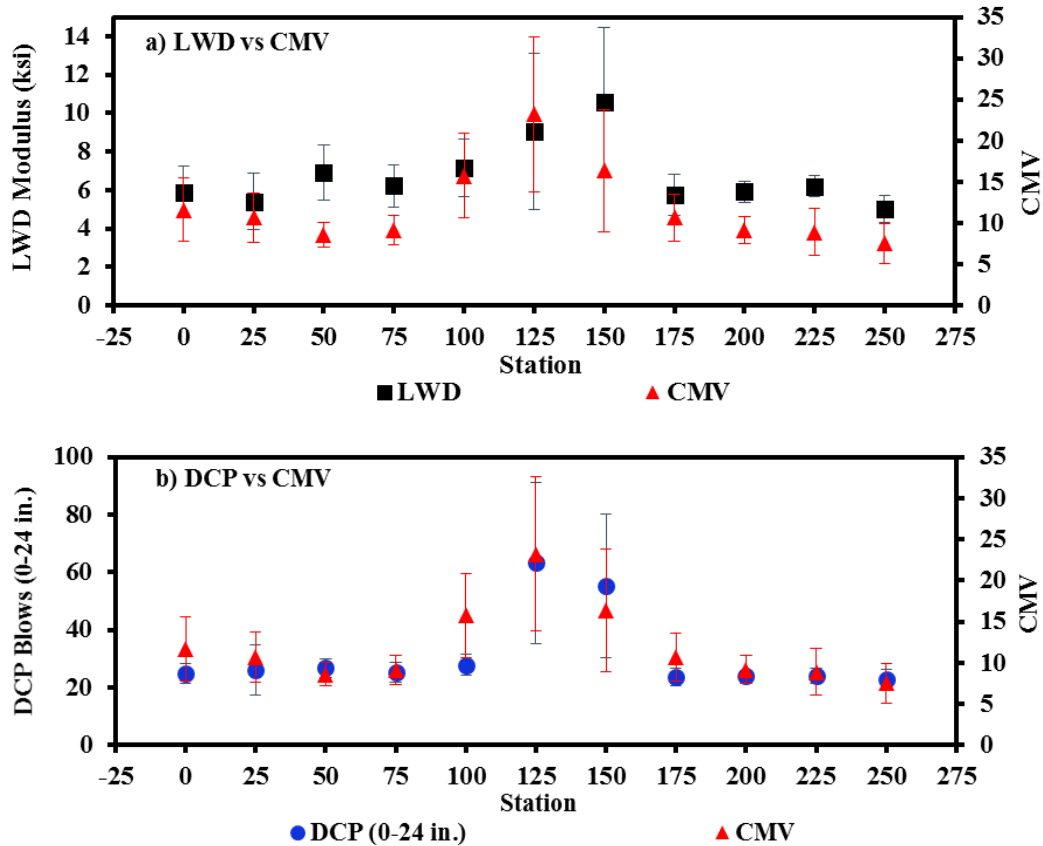 a) LWD vs CMV
LWD Modulus (ksi)
14
12
10
8
6
4
2
0
35
30
25
20
15
10
5
0
CMV
-25 0 25 50 75 100 125 150 175 200 225 250 275
Station
LWD CMV
b) DCP vs CMV
DCP Blows (0-24 in.)
100
80
60
40
20
0
35
30
25
20
15
10
5
0
CMV
-25 0 25 50 75 100 125 150 175 200 225 250 275
Station
DCP (0-24 in.) CMV